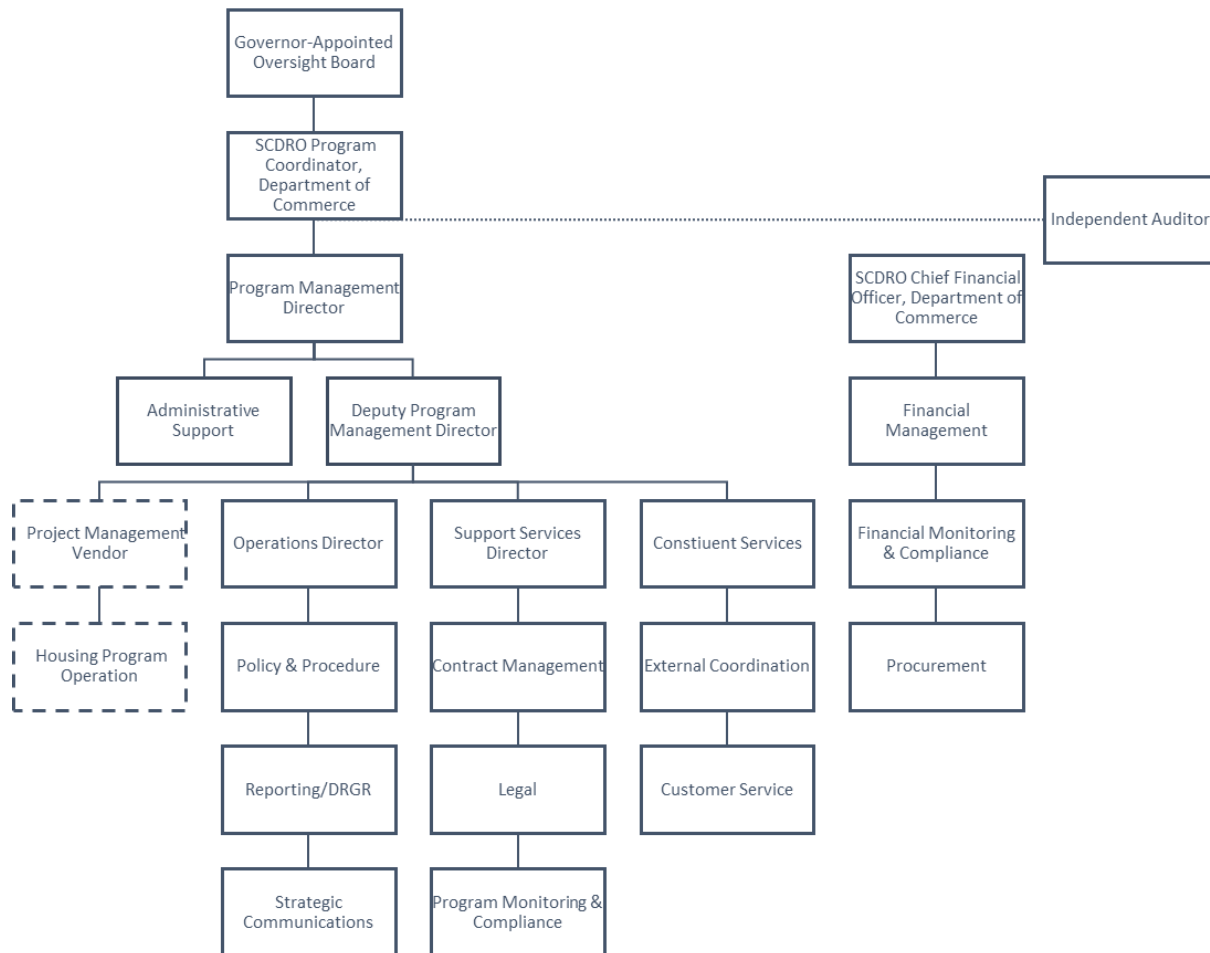 Governor-Appointed
Oversight Board
SCDRO Program
Coordinator,
Department of
Commerce
Independent Auditor
Program Management
Director
SCDRO Chief Financial
Officer, Department of
Commerce
Administrative
Support
Deputy Program
Management Director
Financial
Management
Project Management
Vendor
Operations Director
Support Services
Director
Constiuent Services
Financial Monitoring
& Compliance
Housing Program
Operation
Policy & Procedure
Contract Management
External Coordination
Procurement
Reporting/DRGR
Legal
Customer Service
Strategic
Communications
Program Monitoring &
Compliance